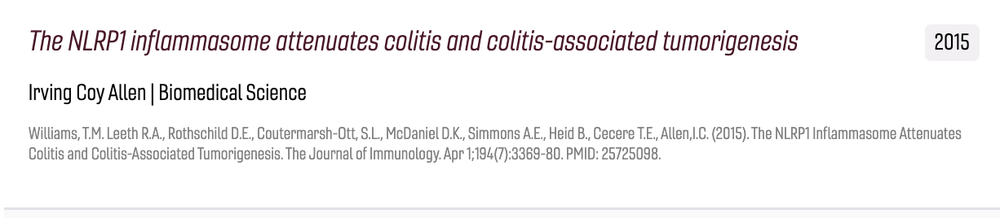 The NLRP1 inflammasome attenuates colitis and colitis-associated tumorigenesis
2015
Irving Coy Allen | Biomedical Science
Williams, T.M. Leeth R.A., Rothschild D.E., Coutermarsh-Ott, S.L., McDaniel D.K., Simmons A.E., Heid B., Cecere T.E., Allen,I.C. (2015). The NLRP1 Inflammasome Attenuates
Colitis and Colitis-Associated Tumorigenesis. The Journal of Immunology. Apr 1;194(7):3369-80. PMID: 25725098.